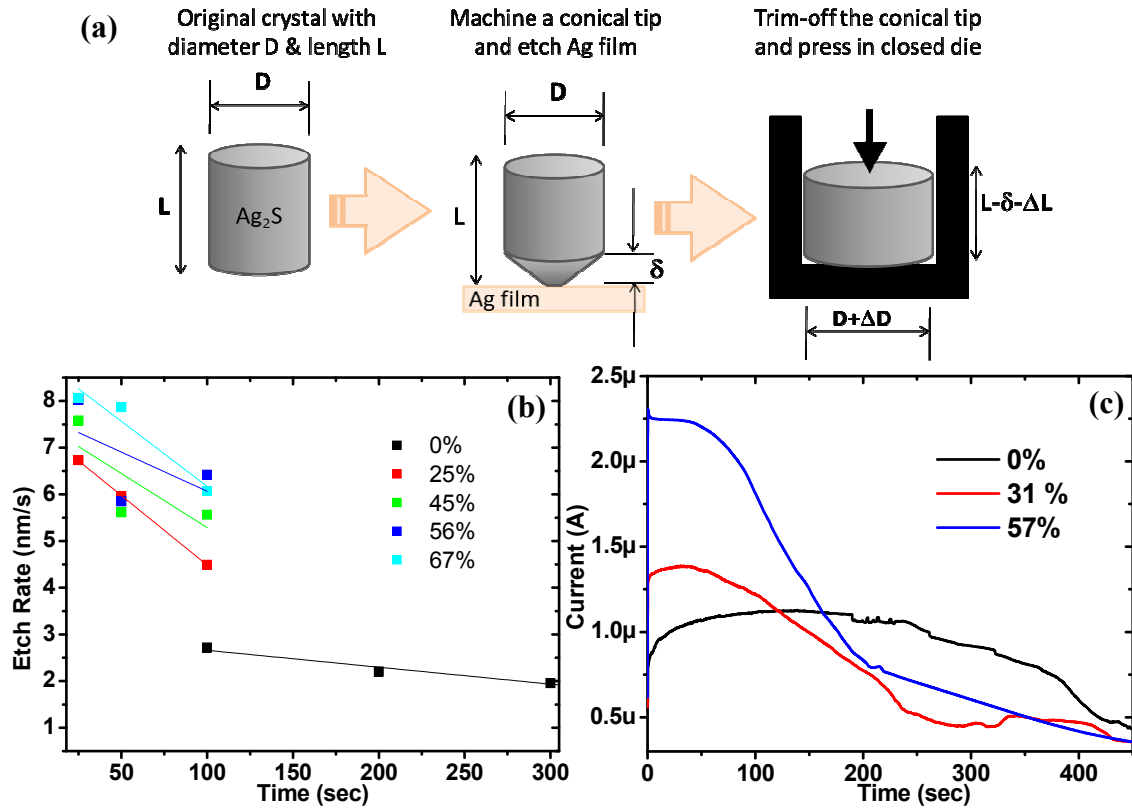 (a)
Original crystal with
diameter D & length L
Machine a conical tip
and etch Ag film
Trim-off the conical tip
and press in closed die
D
L
Ag₂S
D
L
δ
Ag film
L-δ-ΔL
D+ΔD
(b)
Etch Rate (nm/s)
8
7
6
5
4
3
2
1
0%
25%
45%
56%
67%
50 100 150 200 250 300
Time (sec)
(c)
Current (A)
2.5µ
2.0µ
1.5µ
1.0µ
0.5µ
0%
31 %
57%
0 100 200 300 400
Time (sec)